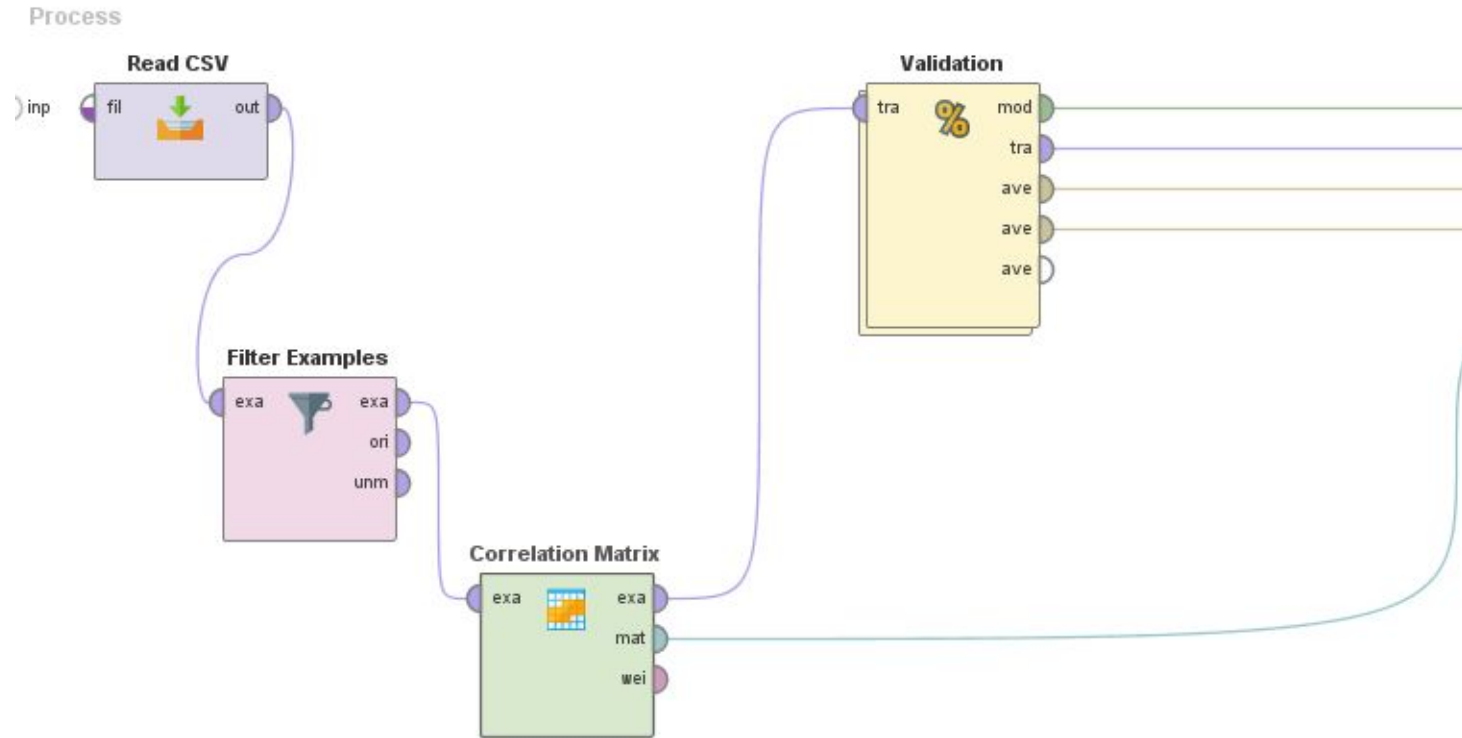 Process
Read CSV
inp
fil
out
Validation
tra
mod
tra
ave
ave
ave
Filter Examples
exa
exa
ori
unm
Correlation Matrix
exa
exa
mat
wei